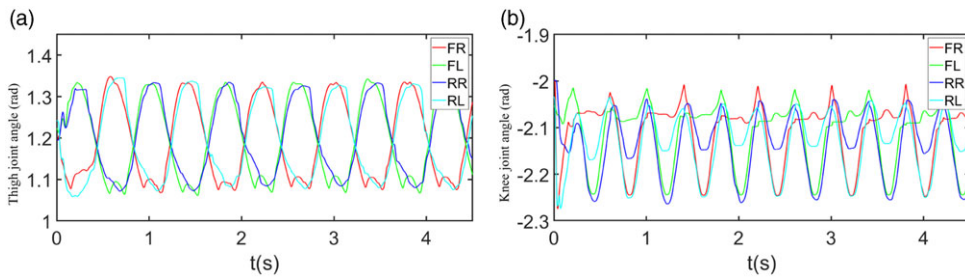 (a)
Thigh joint angle (rad)
1.4
1.3
1.2
1.1
1
0
1
2
3
4
t(s)
FR
FL
RR
RL
(b)
Knee joint angle (rad)
-1.9
-2
-2.1
-2.2
-2.3
0
1
2
3
4
t(s)
FR
FL
RR
RL